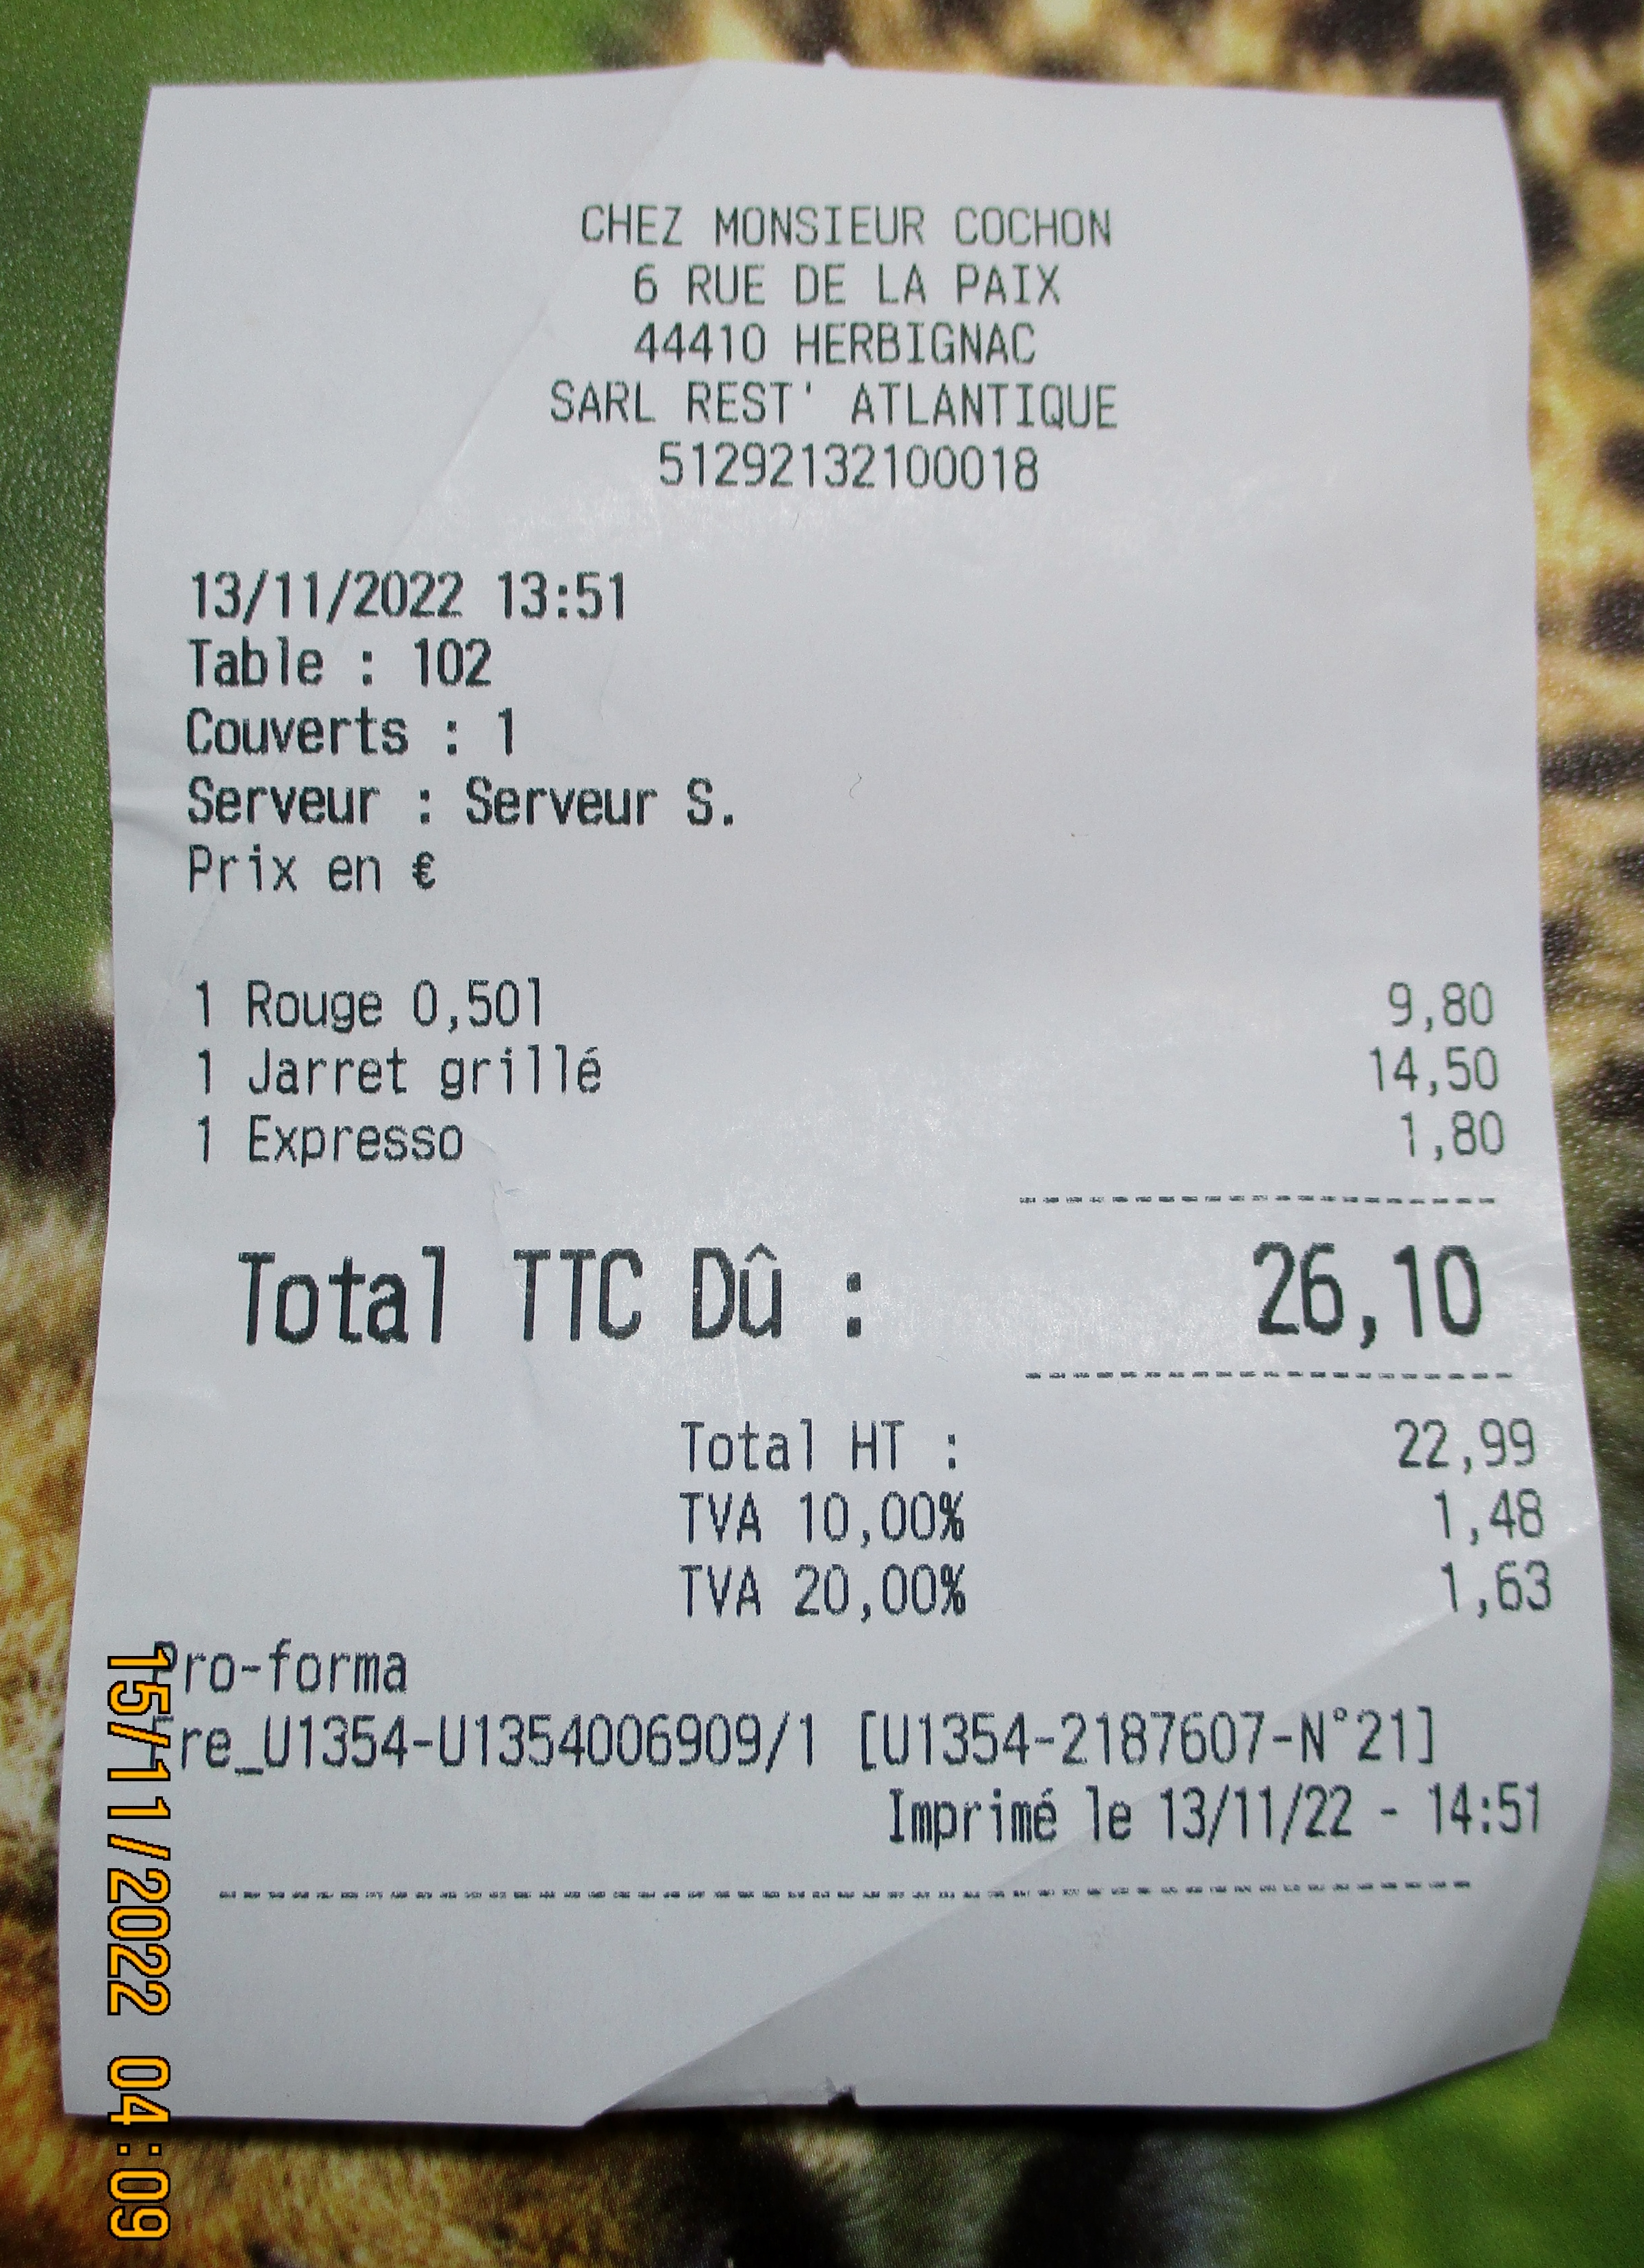 CHEZ MONSIEUR COCHON
6 RUE DE LA PAIX
44410 HERBIGNAC
SARL REST' ATLANTIQUE
51292132100018
13/11/2022 13:51
Table : 102
Couverts : 1
Serveur : Serveur S.
Prix en €
1 Rouge 0,50l 9,80
1 Jarret grillé 14,50
1 Expresso 1,80
Total TTC Dû : 26,10
Total HT : 22,99
TVA 10,00% 1,48
TVA 20,00% 1,63
Pro-forma
Fre_U1354-U1354006909/1 [U1354-2187607-N°21]
Imprimé le 13/11/22 - 14:51
15/11/2022 04:09